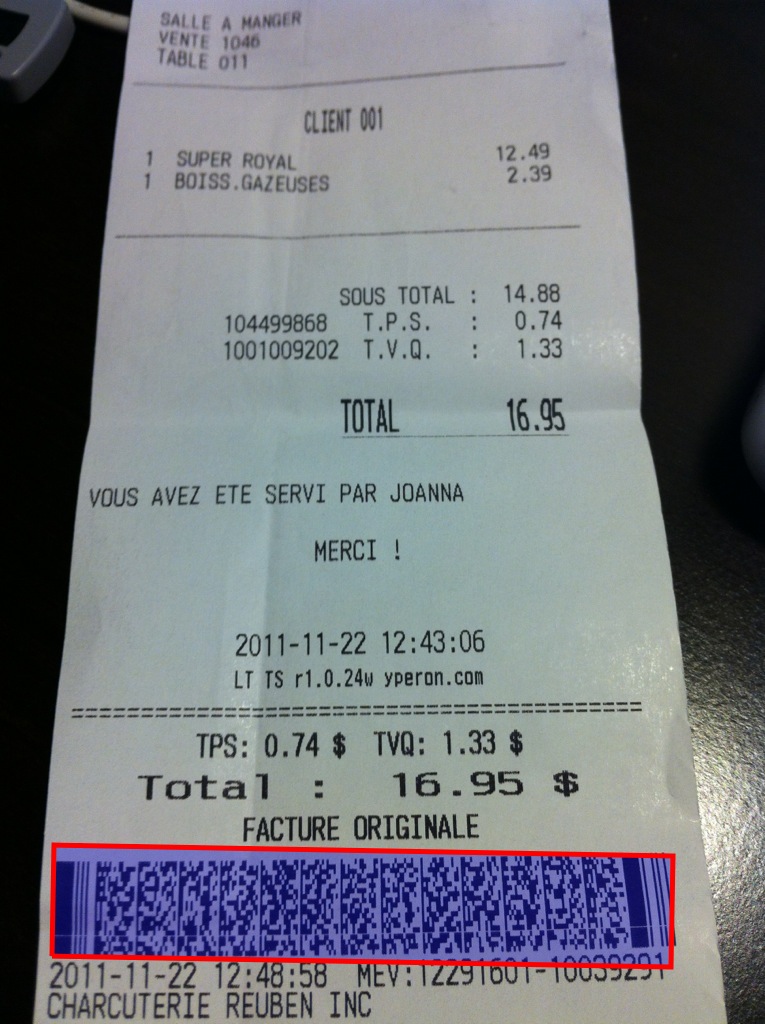 SALLE A MANGER
VENTE 1046
TABLE 011
CLIENT 001
1 SUPER ROYAL 12.49
1 BOISS.GAZEUSES 2.39
SOUS TOTAL : 14.88
104499868 T.P.S. : 0.74
1001009202 T.V.Q. : 1.33
TOTAL 16.95
VOUS AVEZ ETE SERVI PAR JOANNA
MERCI !
2011-11-22 12:43:06
LT TS r1.0.24w yperon.com
==================================================
TPS: 0.74 $ TVQ: 1.33 $
Total : 16.95 $
FACTURE ORIGINALE
2011-11-22 12:48:58 MEV:12291601-10039291
CHARCUTERIE REUBEN INC